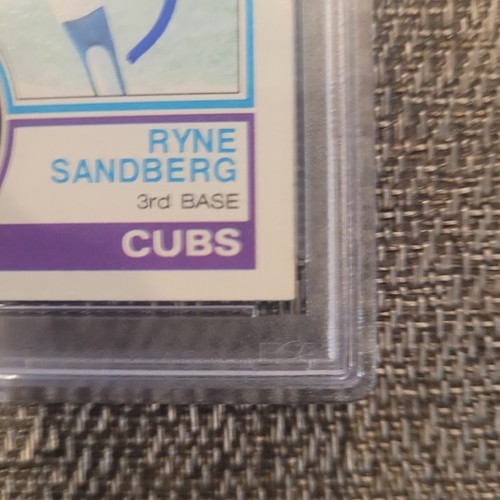 RYNE
SANDBERG
3rd BASE
CUBS